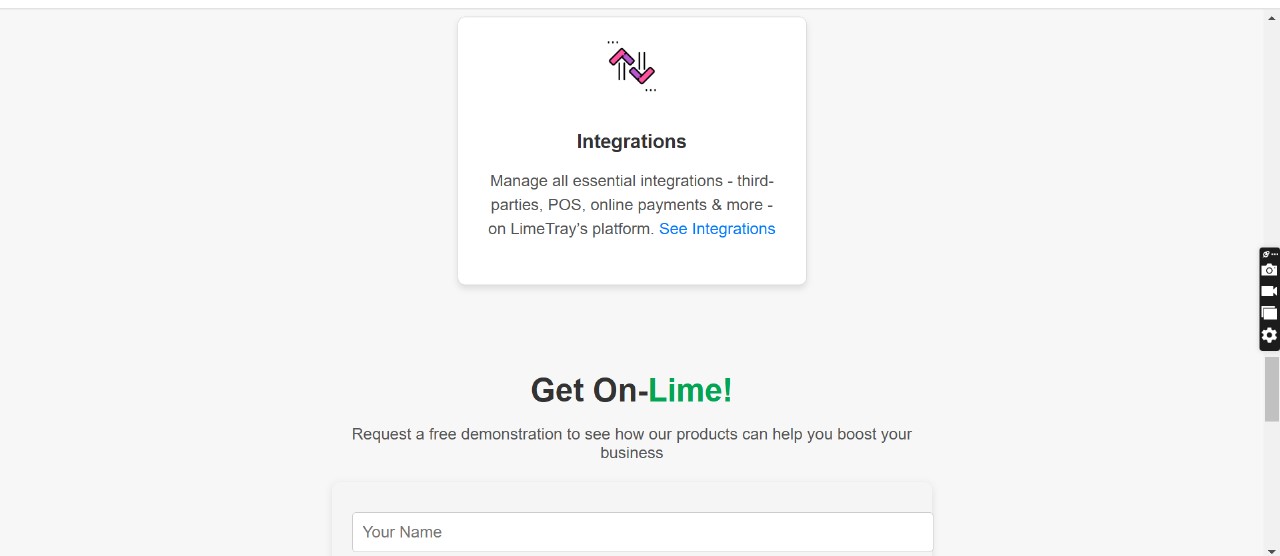 Integrations
Manage all essential integrations - third-
parties, POS, online payments & more -
on LimeTray's platform. See Integrations
Get On-Lime!
Request a free demonstration to see how our products can help you boost your
business
Your Name